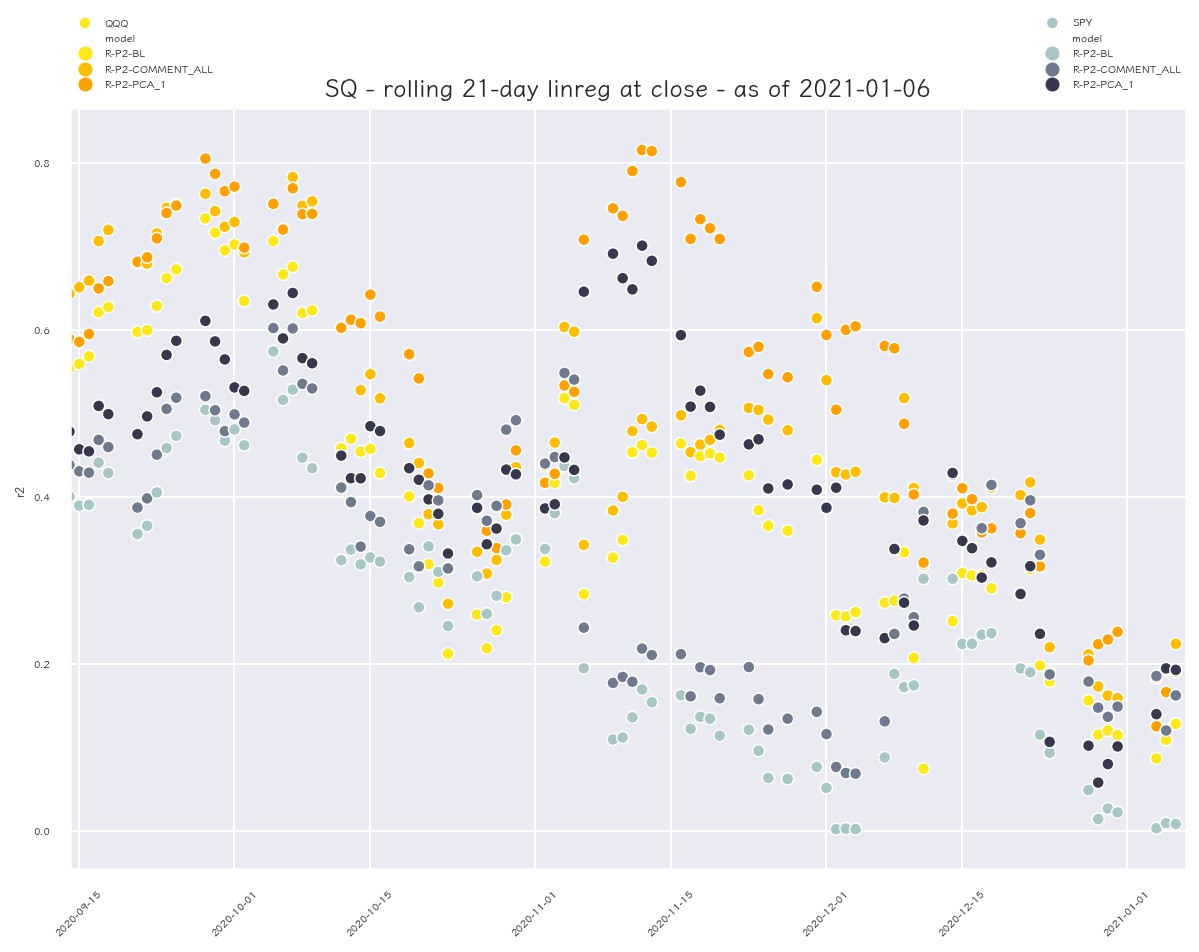 QQQ
model
R-P2-BL
R-P2-COMMENT_ALL
R-P2-PCA_1
SPY
model
R-P2-BL
R-P2-COMMENT_ALL
R-P2-PCA_1
SQ - rolling 21-day linreg at close - as of 2021-01-06
0.8
0.6
0.4
0.2
0.0
r2
2020-09-15
2020-10-01
2020-10-15
2020-11-01
2020-11-15
2020-12-01
2020-12-15
2021-01-01